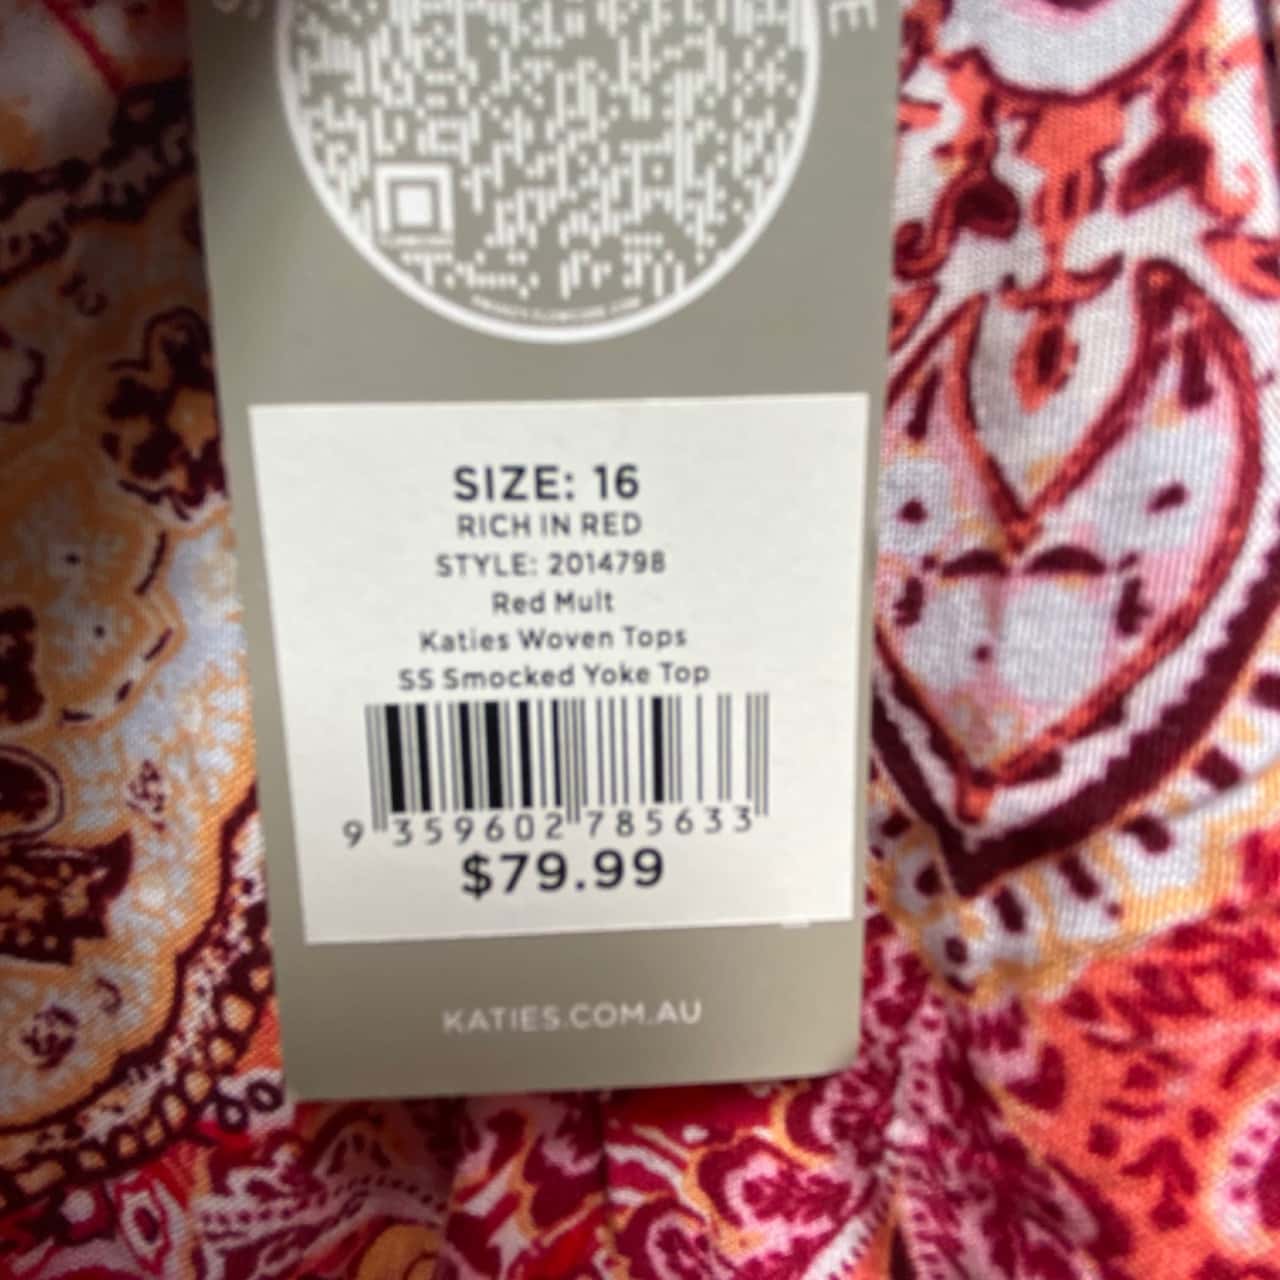 SIZE: 16
RICH IN RED
STYLE: 2014798
Red Mult
Katies Woven Tops
SS Smocked Yoke Top
9 359602 785633
$79.99
KATIES.COM.AU